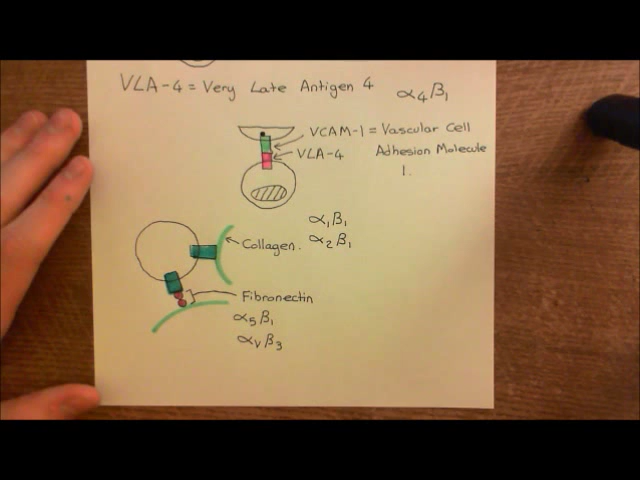 VLA-4 = Very Late Antigen 4 α₄β₁
VCAM-1 = Vascular Cell
VLA-4 Adhesion Molecule
1.
α₁β₁
α₂β₁
Collagen.
Fibronectin
α₅β₁
αᵥβ₃